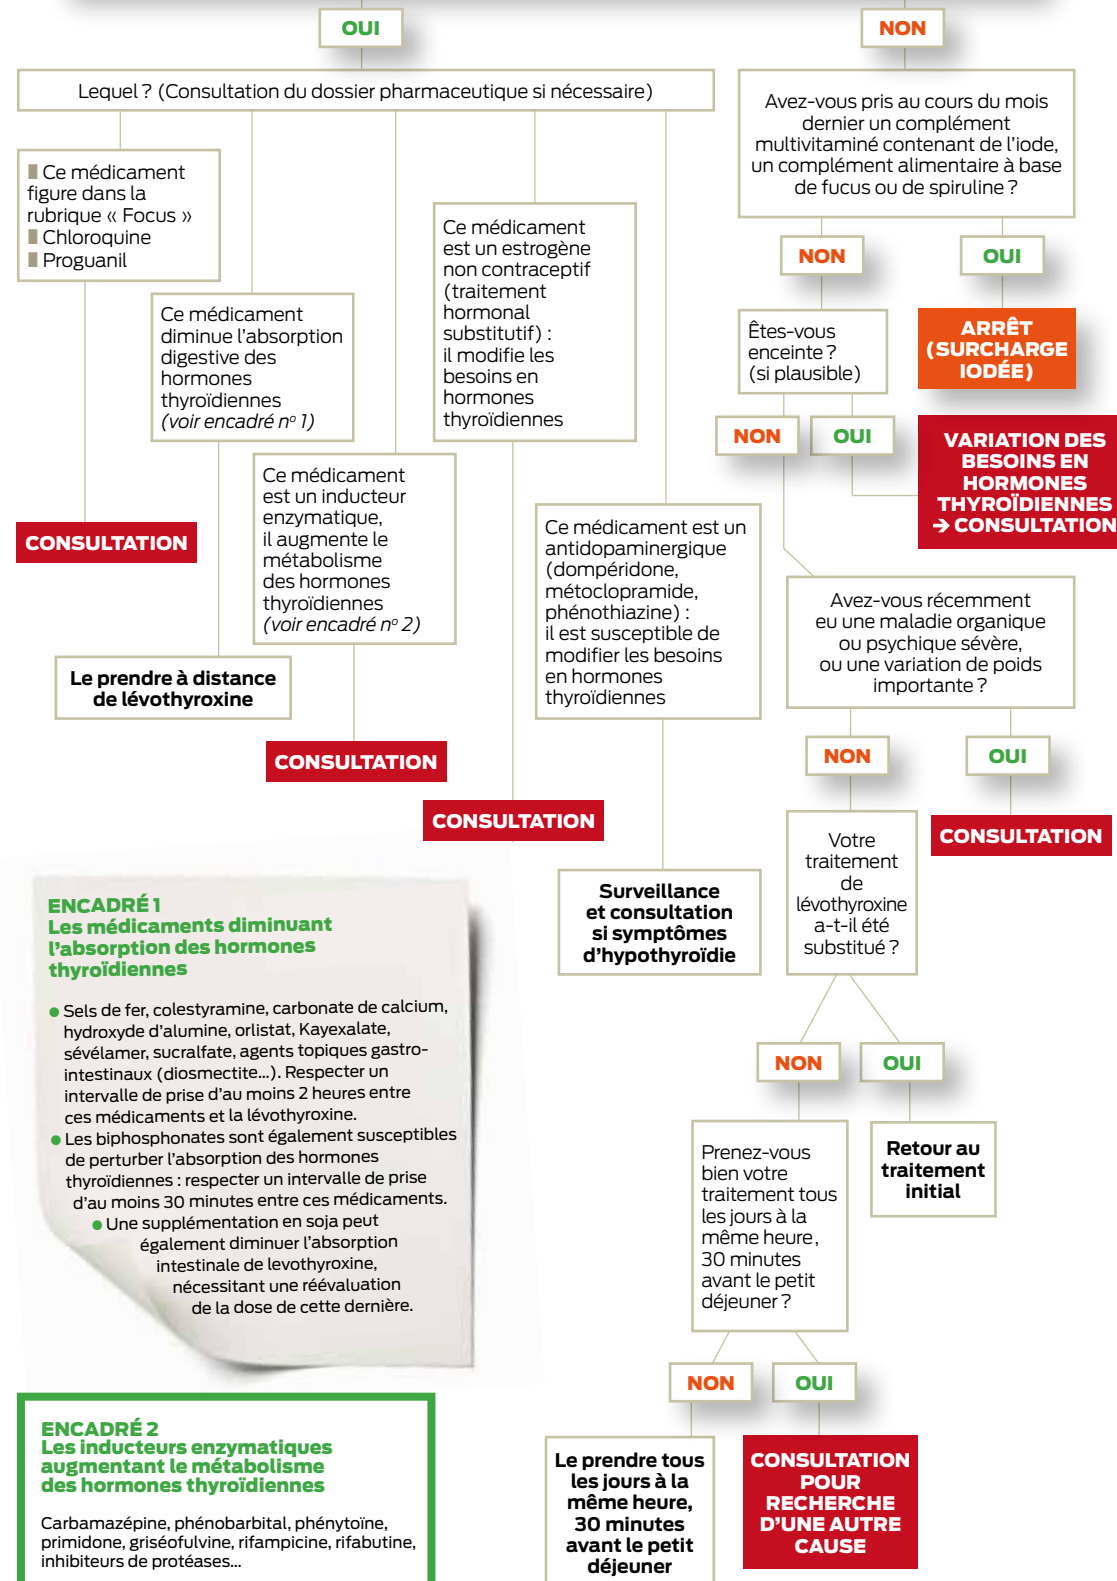 OUI
NON
Lequel ? (Consultation du dossier pharmaceutique si nécessaire)
Avez-vous pris au cours du mois
dernier un complément
multivitaminé contenant de l’iode,
un complément alimentaire à base
de fucus ou de spiruline ?
Ce médicament
figure dans la
rubrique « Focus »
Chloroquine
Proguanil
CONSULTATION
Ce médicament
diminue l’absorption
digestive des
hormones
thyroïdiennes
(voir encadré nº 1)
Le prendre à distance
de lévothyroxine
Ce médicament
est un inducteur
enzymatique,
il augmente le
métabolisme
des hormones
thyroïdiennes
(voir encadré nº 2)
CONSULTATION
Ce médicament
est un estrogène
non contraceptif
(traitement
hormonal
substitutif) :
il modifie les
besoins en
hormones
thyroïdiennes
CONSULTATION
Ce médicament est un
antidopaminergique
(dompéridone,
métoclopramide,
phénothiazine) :
il est susceptible de
modifier les besoins
en hormones
thyroïdiennes
Surveillance
et consultation
si symptômes
d’hypothyroïdie
NON
OUI
Êtes-vous
enceinte ?
(si plausible)
ARRÊT
(SURCHARGE
IODÉE)
NON
OUI
VARIATION DES
BESOINS EN
HORMONES
THYROÏDIENNES
→ CONSULTATION
Avez-vous récemment
eu une maladie organique
ou psychique sévère,
ou une variation de poids
importante ?
NON
OUI
Votre
traitement
de
lévothyroxine
a-t-il été
substitué ?
CONSULTATION
NON
OUI
Prenez-vous
bien votre
traitement tous
les jours à la
même heure,
30 minutes
avant le petit
déjeuner ?
Retour au
traitement
initial
NON
OUI
Le prendre tous
les jours à la
même heure,
30 minutes
avant le petit
déjeuner
CONSULTATION
POUR
RECHERCHE
D’UNE AUTRE
CAUSE
ENCADRÉ 1
Les médicaments diminuant
l’absorption des hormones
thyroïdiennes
● Sels de fer, colestyramine, carbonate de calcium,
hydroxyde d’alumine, orlistat, Kayexalate,
sévélamer, sucralfate, agents topiques gastro-
intestinaux (diosmectite…). Respecter un
intervalle de prise d’au moins 2 heures entre
ces médicaments et la lévothyroxine.
● Les biphosphonates sont également susceptibles
de perturber l’absorption des hormones
thyroïdiennes : respecter un intervalle de prise
d’au moins 30 minutes entre ces médicaments.
● Une supplémentation en soja peut
également diminuer l’absorption
intestinale de levothyroxine,
nécessitant une réévaluation
de la dose de cette dernière.
ENCADRÉ 2
Les inducteurs enzymatiques
augmentant le métabolisme
des hormones thyroïdiennes
Carbamazépine, phénobarbital, phénytoïne,
primidone, griséofulvine, rifampicine, rifabutine,
inhibiteurs de protéases…